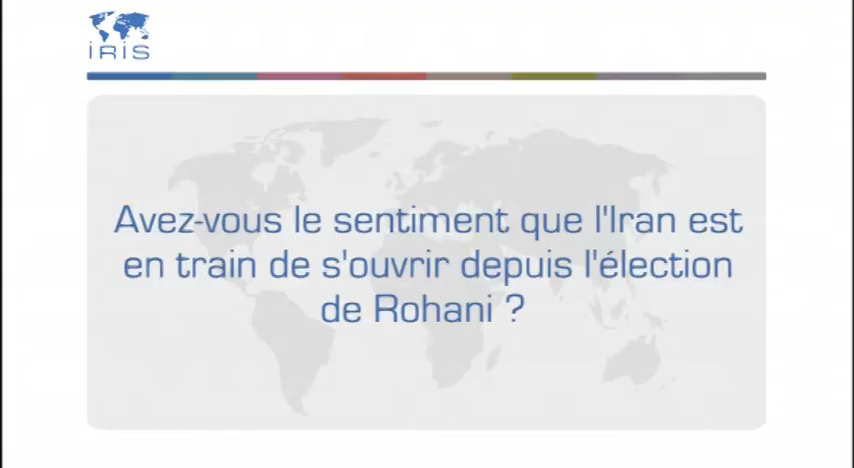 iRiS
Avez-vous le sentiment que l'Iran est
en train de s'ouvrir depuis l'élection
de Rohani ?